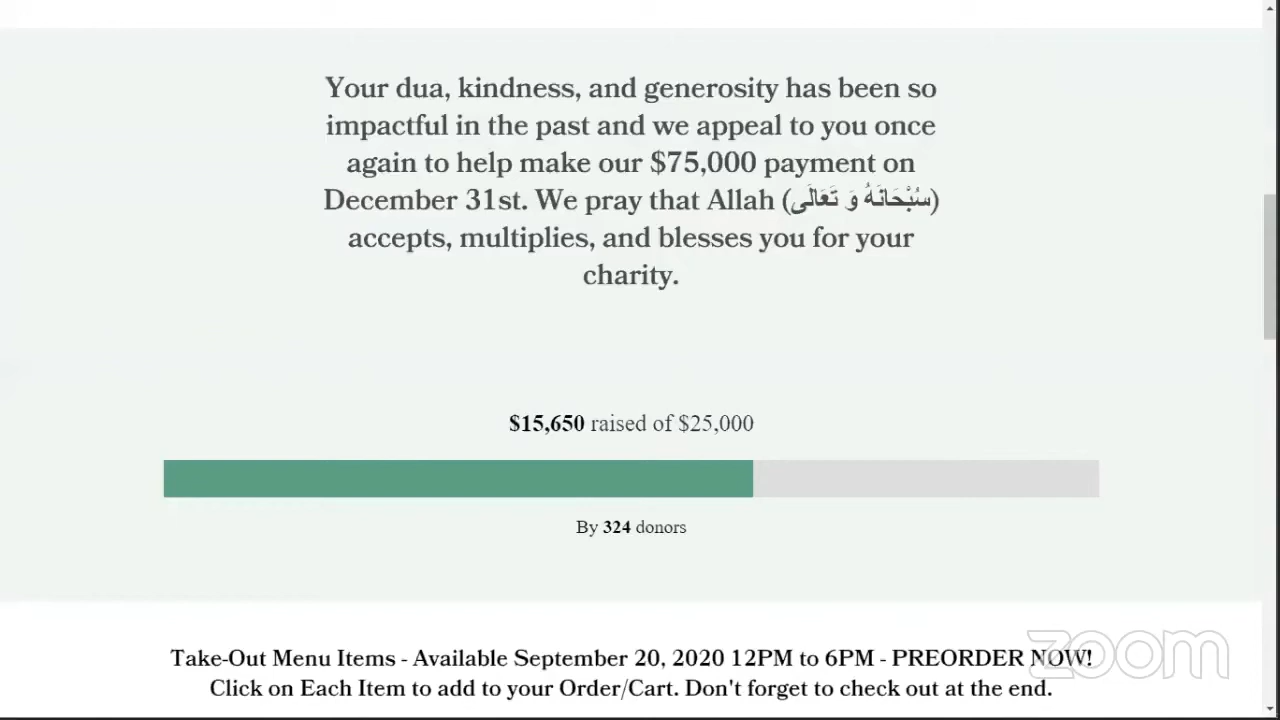 Your dua, kindness, and generosity has been so
impactful in the past and we appeal to you once
again to help make our $75,000 payment on
December 31st. We pray that Allah (سُبْحَانَهُ وَ تَعَالَى)
accepts, multiplies, and blesses you for your
charity.
$15,650 raised of $25,000
By 324 donors
Take-Out Menu Items - Available September 20, 2020 12PM to 6PM - PREORDER NOW!
Click on Each Item to add to your Order/Cart. Don't forget to check out at the end.
zoom